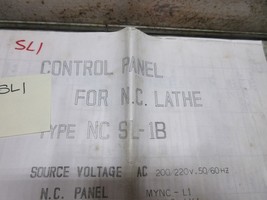 SL1
CONTROL PANEL
SL1
FOR N.C. LATHE
TYPE NC SL-1B
SOURCE VOLTAGE AC 200/220V. 50/60HZ
N.C. PANEL MYNC-L1